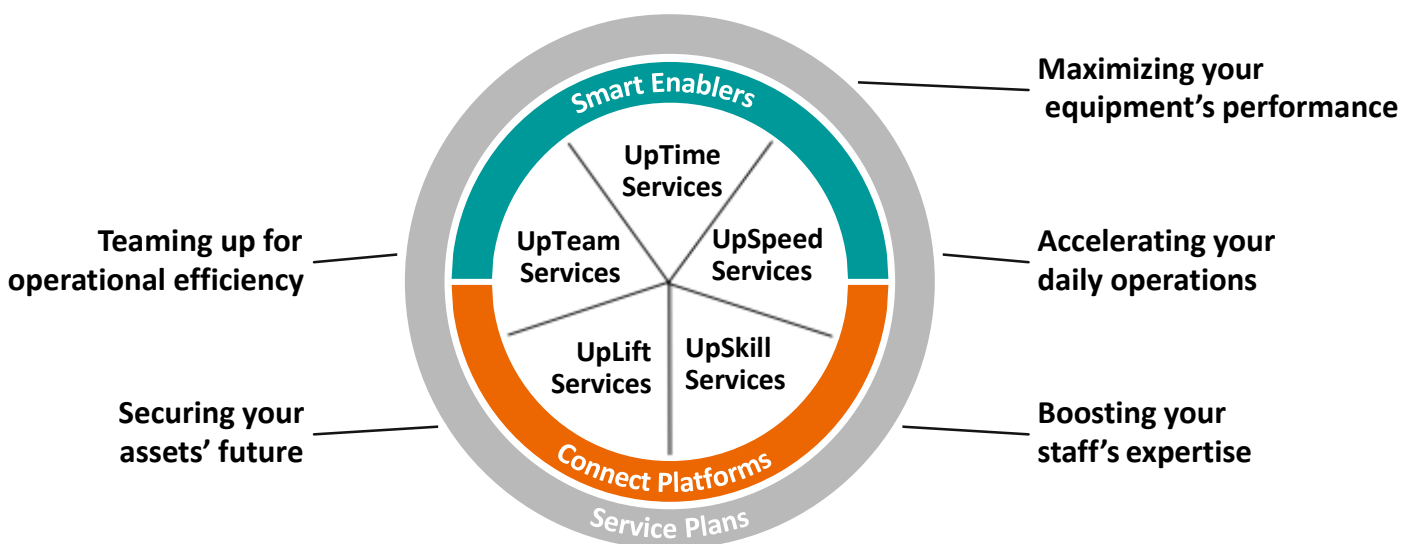 Smart Enablers
UpTime
Services
UpTeam
Services
UpSpeed
Services
UpLift
Services
UpSkill
Services
Connect Platforms
Service Plans
Maximizing your
equipment’s performance
Accelerating your
daily operations
Boosting your
staff’s expertise
Teaming up for
operational efficiency
Securing your
assets’ future